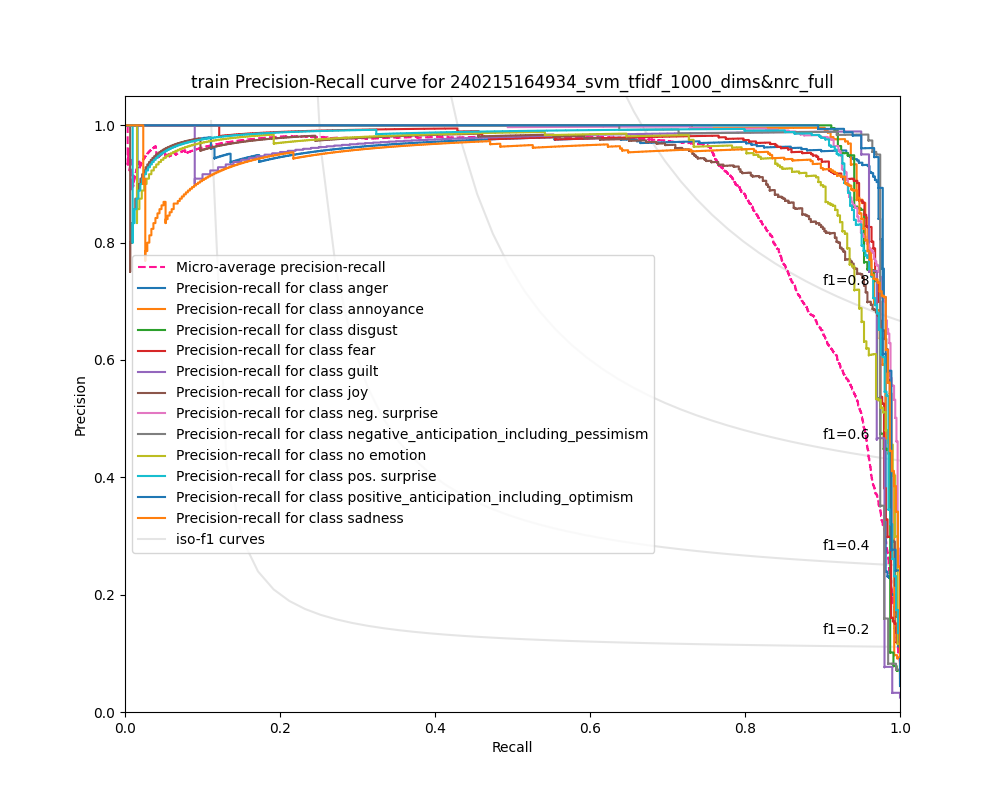 train Precision-Recall curve for 240215164934_svm_tfidf_1000_dims&nrc_full
1.0
0.8
0.6
0.4
0.2
0.0
Precision
Micro-average precision-recall
Precision-recall for class anger
Precision-recall for class annoyance
Precision-recall for class disgust
Precision-recall for class fear
Precision-recall for class guilt
Precision-recall for class joy
Precision-recall for class neg. surprise
Precision-recall for class negative_anticipation_including_pessimism
Precision-recall for class no emotion
Precision-recall for class pos. surprise
Precision-recall for class positive_anticipation_including_optimism
Precision-recall for class sadness
iso-f1 curves
f1=0.8
f1=0.6
f1=0.4
f1=0.2
0.0 0.2 0.4 0.6 0.8 1.0
Recall